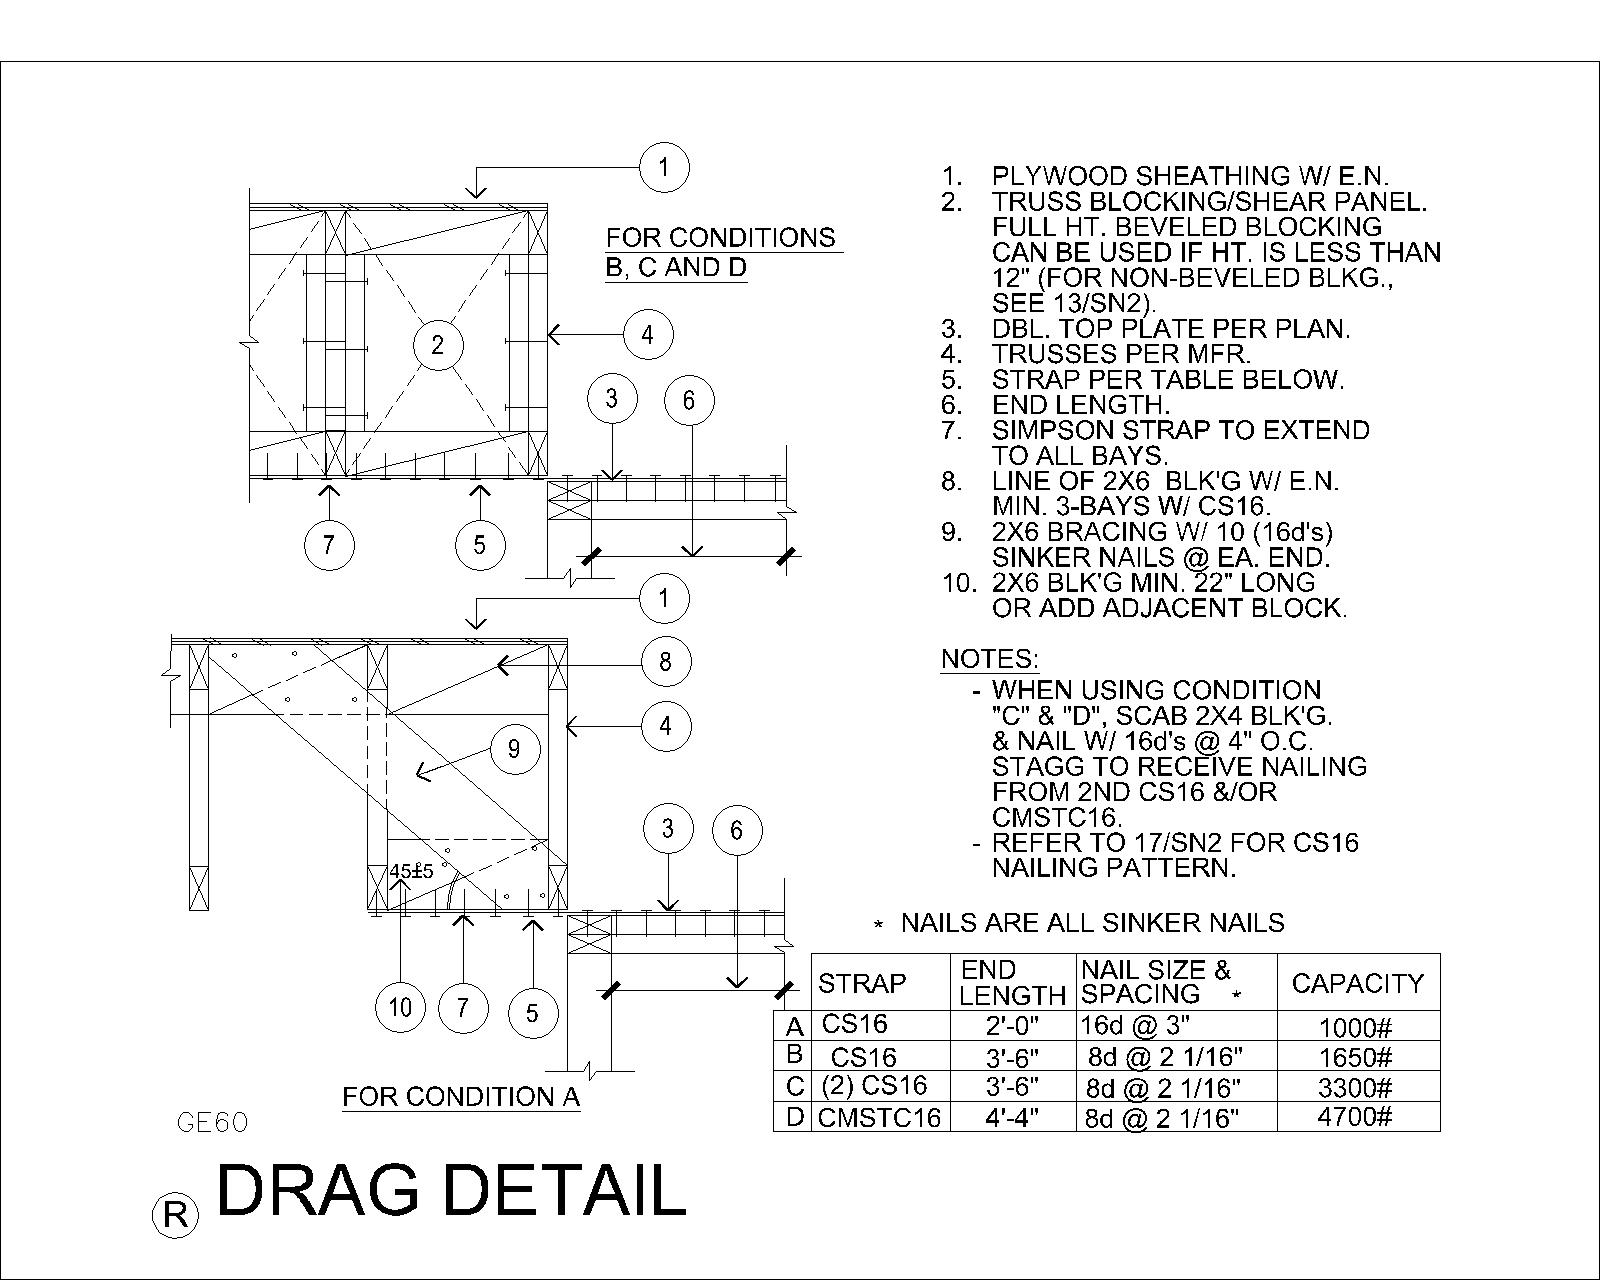 1
FOR CONDITIONS
B, C AND D
4
2
3
6
7
5
1
8
4
9
3
6
45±5
10
7
5
FOR CONDITION A
GE60
R
DRAG DETAIL
1. PLYWOOD SHEATHING W/ E.N.
2. TRUSS BLOCKING/SHEAR PANEL.
FULL HT. BEVELED BLOCKING
CAN BE USED IF HT. IS LESS THAN
12" (FOR NON-BEVELED BLKG.,
SEE 13/SN2).
3. DBL. TOP PLATE PER PLAN.
4. TRUSSES PER MFR.
5. STRAP PER TABLE BELOW.
6. END LENGTH.
7. SIMPSON STRAP TO EXTEND
TO ALL BAYS.
8. LINE OF 2X6 BLK'G W/ E.N.
MIN. 3-BAYS W/ CS16.
9. 2X6 BRACING W/ 10 (16d's)
SINKER NAILS @ EA. END.
10. 2X6 BLK'G MIN. 22" LONG
OR ADD ADJACENT BLOCK.
NOTES:
- WHEN USING CONDITION
"C" & "D", SCAB 2X4 BLK'G.
& NAIL W/ 16d's @ 4" O.C.
STAGG TO RECEIVE NAILING
FROM 2ND CS16 &/OR
CMSTC16.
- REFER TO 17/SN2 FOR CS16
NAILING PATTERN.
* NAILS ARE ALL SINKER NAILS
STRAP END LENGTH NAIL SIZE & SPACING * CAPACITY
A CS16 2'-0" 16d @ 3" 1000#
B CS16 3'-6" 8d @ 2 1/16" 1650#
C (2) CS16 3'-6" 8d @ 2 1/16" 3300#
D CMSTC16 4'-4" 8d @ 2 1/16" 4700#